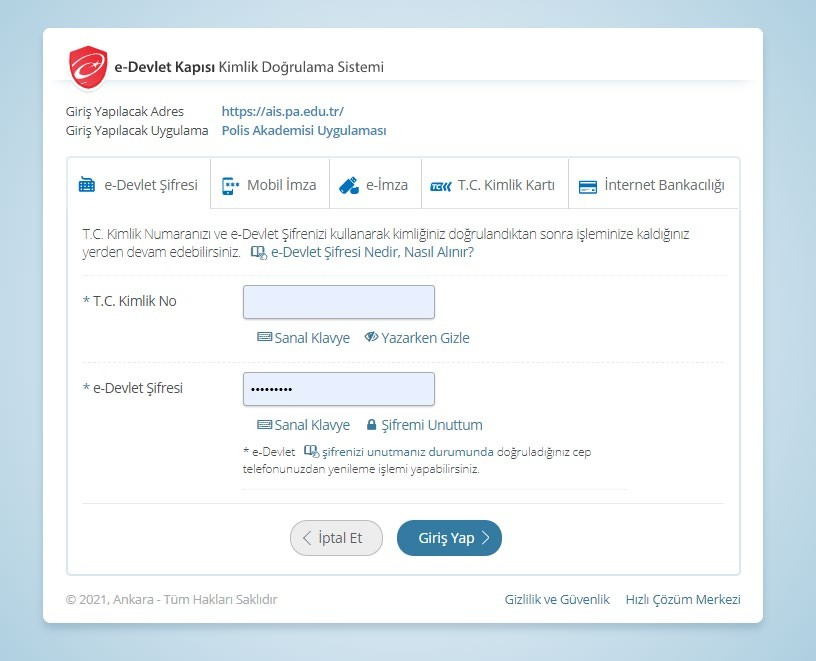 e-Devlet Kapısı Kimlik Doğrulama Sistemi
Giriş Yapılacak Adres https://ais.pa.edu.tr/
Giriş Yapılacak Uygulama Polis Akademisi Uygulaması
e-Devlet Şifresi Mobil İmza e-İmza T.C. Kimlik Kartı İnternet Bankacılığı
T.C. Kimlik Numaranızı ve e-Devlet Şifrenizi kullanarak kimliğiniz doğrulandıktan sonra işleminize kaldığınız
yerden devam edebilirsiniz. e-Devlet Şifresi Nedir, Nasıl Alınır?
* T.C. Kimlik No
Sanal Klavye Yazarken Gizle
* e-Devlet Şifresi •••••••••
Sanal Klavye Şifremi Unuttum
* e-Devlet şifrenizi unutmanız durumunda doğruladığınız cep
telefonunuzdan yenileme işlemi yapabilirsiniz.
İptal Et Giriş Yap
© 2021, Ankara - Tüm Hakları Saklıdır Gizlilik ve Güvenlik Hızlı Çözüm Merkezi